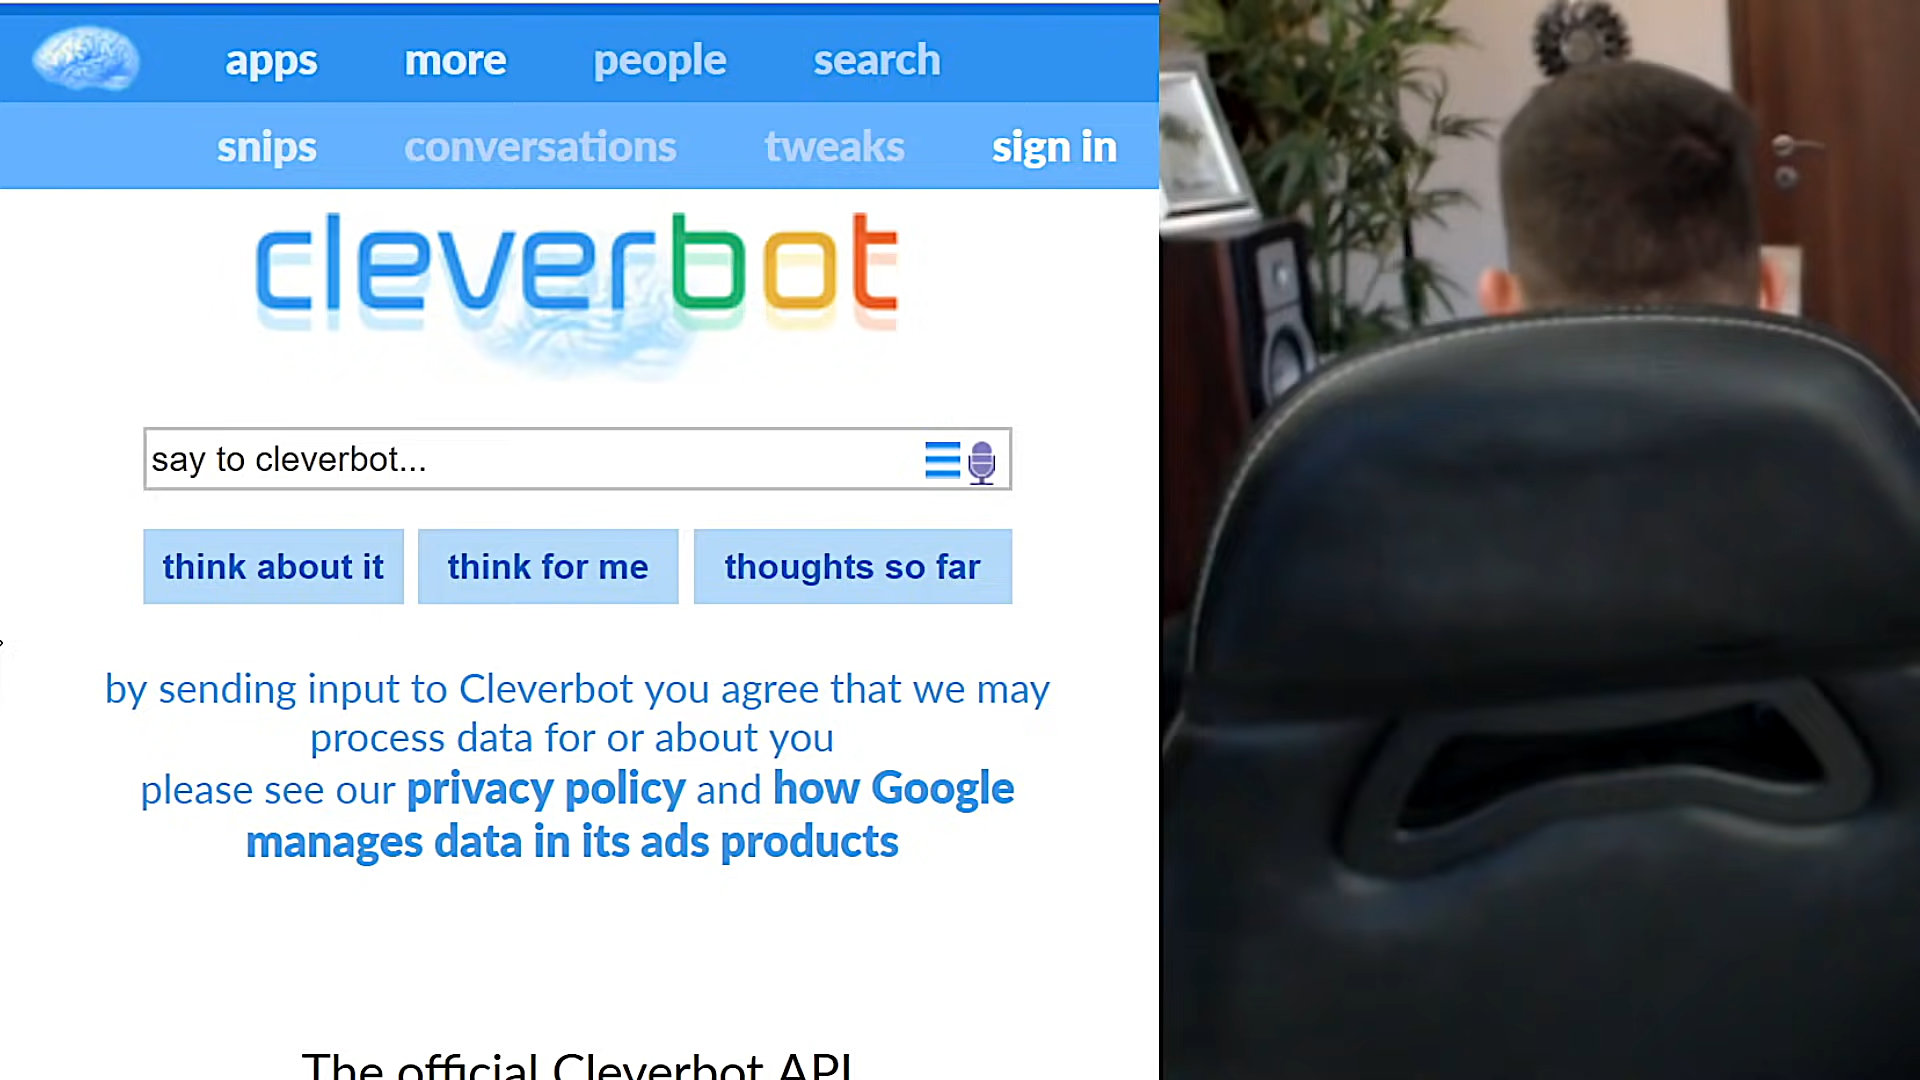 apps more people search
snips conversations tweaks sign in
cleverbot
say to cleverbot...
think about it think for me thoughts so far
by sending input to Cleverbot you agree that we may
process data for or about you
please see our privacy policy and how Google
manages data in its ads products
The official Cleverbot API